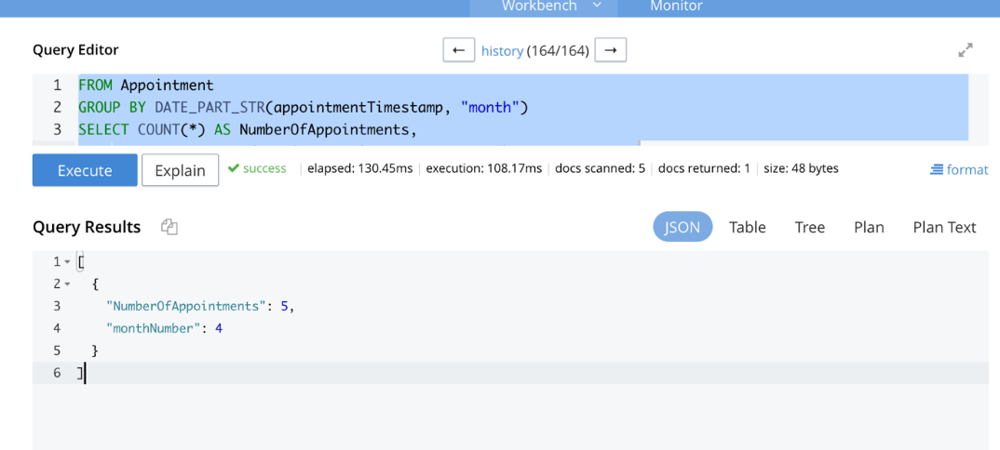 Workbench Monitor
Query Editor
← history (164/164) →
1 FROM Appointment
2 GROUP BY DATE_PART_STR(appointmentTimestamp, "month")
3 SELECT COUNT(*) AS NumberOfAppointments,
Execute Explain success elapsed: 130.45ms execution: 108.17ms docs scanned: 5 docs returned: 1 size: 48 bytes format
Query Results JSON Table Tree Plan Plan Text
1 [
2 {
3 "NumberOfAppointments": 5,
4 "monthNumber": 4
5 }
6 ]